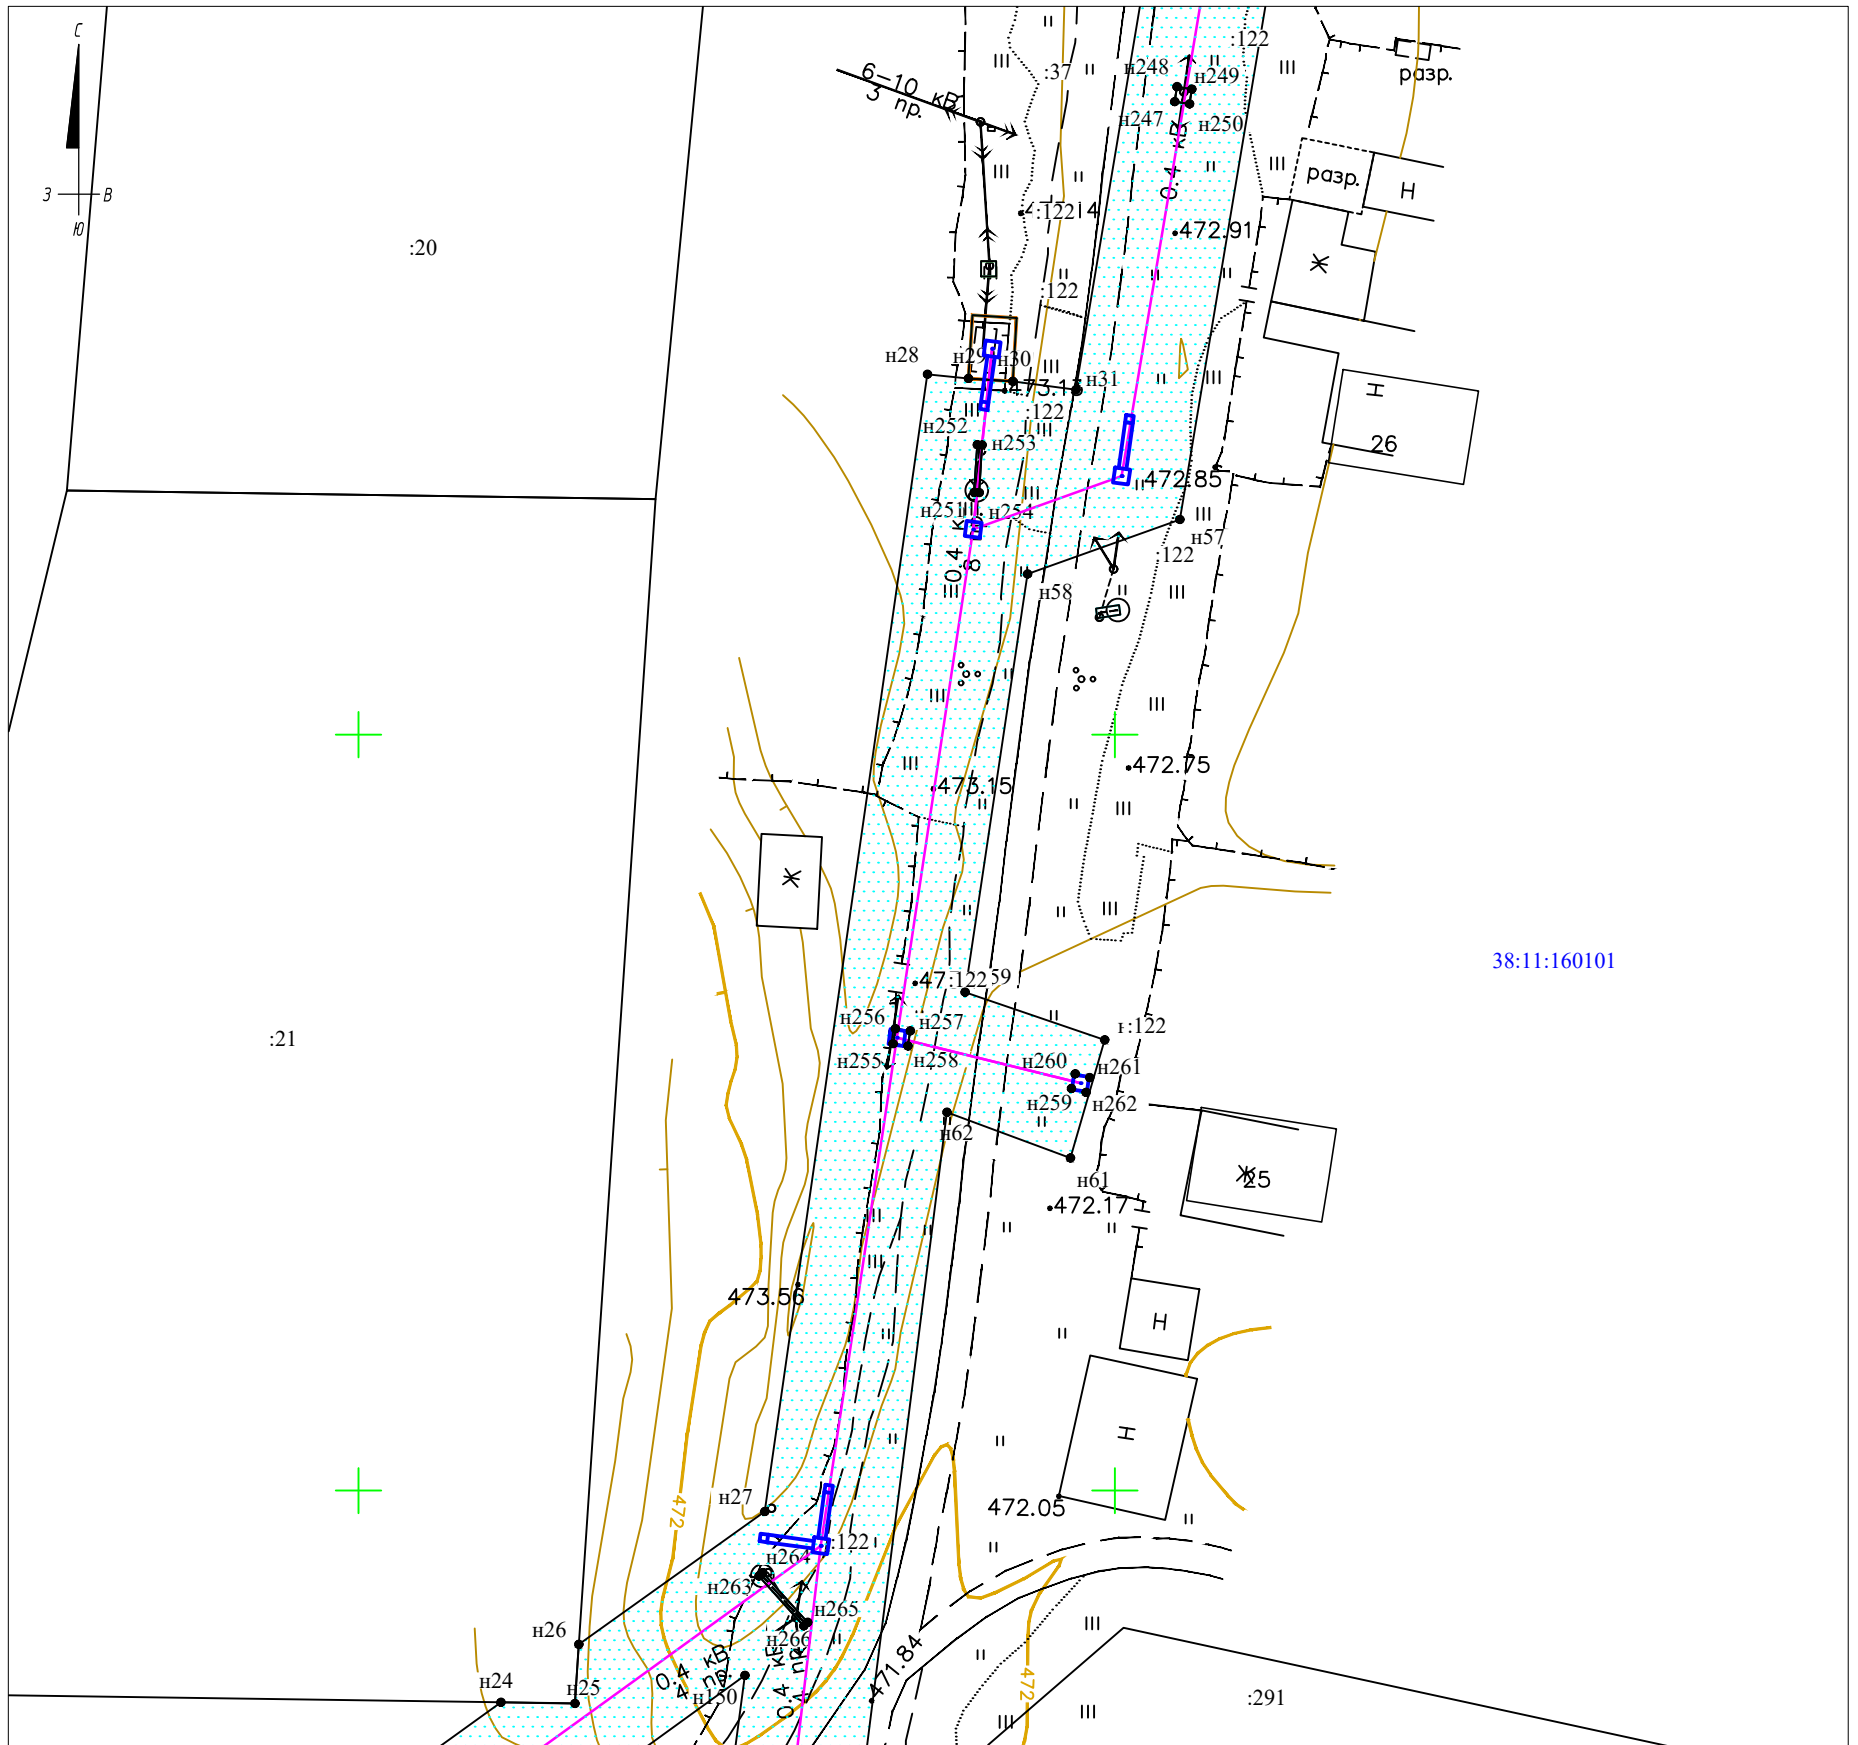 С
:122
:37
разр.
н248
н249
6-10 кВ
3 пр.
н247
н250
0.4 кВ
разр.
Н
З
В
Ю
:122
472.91
:20
Ж
:122
н28
н29
н30
н31
473.17
:122
Н
26
н252
н253
472.85
н251
н254
н57
:122
0.4 к
8
н58
472.75
473.15
Ж
38:11:160101
:122
59
н256
н257
:122
:21
н255
н258
н260
н261
н259
н262
н62
Ж
25
н61
472.17
473.56
Н
Н
н27
472
472.05
:122
н264
н263
н265
н26
н266
471.84
0.4 кВ
4 пр.
0.4 кВ
4 пр.
н24
н25
н150
472
:291